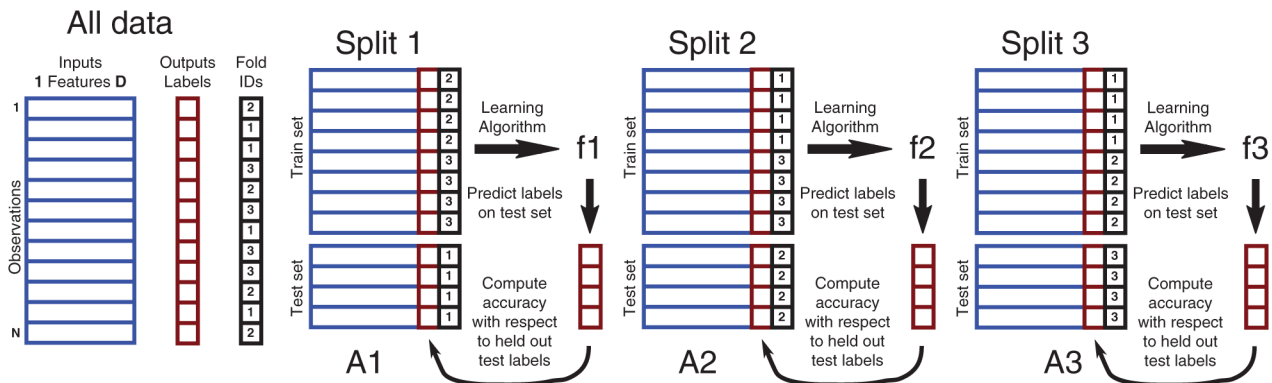 All data
Inputs
1 Features D
Outputs
Labels
Fold
IDs
1
N
Observations
2
1
1
3
2
3
1
3
3
2
1
2
Split 1
Train set
2
2
2
2
3
3
3
3
Learning
Algorithm
f1
Predict labels
on test set
Test set
1
1
1
1
Compute
accuracy
with respect
to held out
test labels
A1
Split 2
Train set
1
1
1
1
3
3
3
3
Learning
Algorithm
f2
Predict labels
on test set
Test set
2
2
2
2
Compute
accuracy
with respect
to held out
test labels
A2
Split 3
Train set
1
1
1
1
2
2
2
2
Learning
Algorithm
f3
Predict labels
on test set
Test set
3
3
3
3
Compute
accuracy
with respect
to held out
test labels
A3